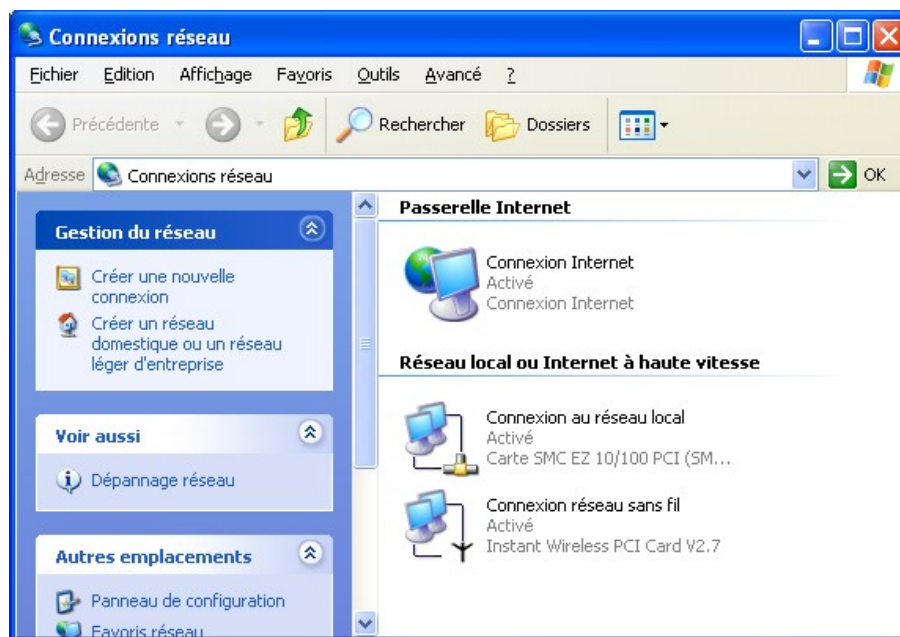 Connexions réseau
Fichier Edition Affichage Favoris Outils Avancé ?
Précédente Rechercher Dossiers
Adresse Connexions réseau OK
Gestion du réseau
Créer une nouvelle
connexion
Créer un réseau
domestique ou un réseau
léger d'entreprise
Voir aussi
Dépannage réseau
Autres emplacements
Panneau de configuration
Favoris réseau
Passerelle Internet
Connexion Internet
Activé
Connexion Internet
Réseau local ou Internet à haute vitesse
Connexion au réseau local
Activé
Carte SMC EZ 10/100 PCI (SM...
Connexion réseau sans fil
Activé
Instant Wireless PCI Card V2.7